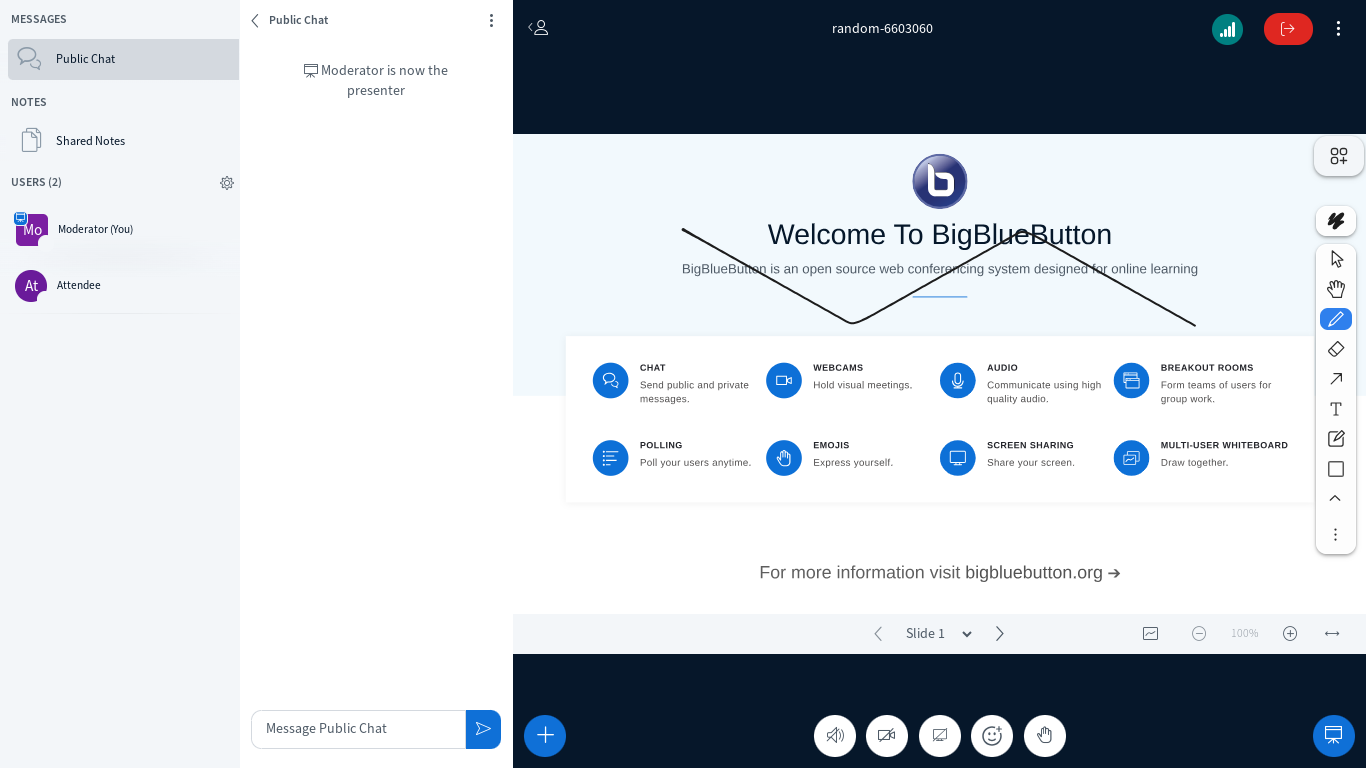 MESSAGES
Public Chat
NOTES
Shared Notes
USERS (2)
Mo
Moderator (You)
At
Attendee
Public Chat
Moderator is now the
presenter
Message Public Chat
random-6603060
Welcome To BigBlueButton
BigBlueButton is an open source web conferencing system designed for online learning
CHAT
Send public and private
messages.
WEBCAMS
Hold visual meetings.
AUDIO
Communicate using high
quality audio.
BREAKOUT ROOMS
Form teams of users for
group work.
POLLING
Poll your users anytime.
EMOJIS
Express yourself.
SCREEN SHARING
Share your screen.
MULTI-USER WHITEBOARD
Draw together.
For more information visit bigbluebutton.org →
Slide 1
100%